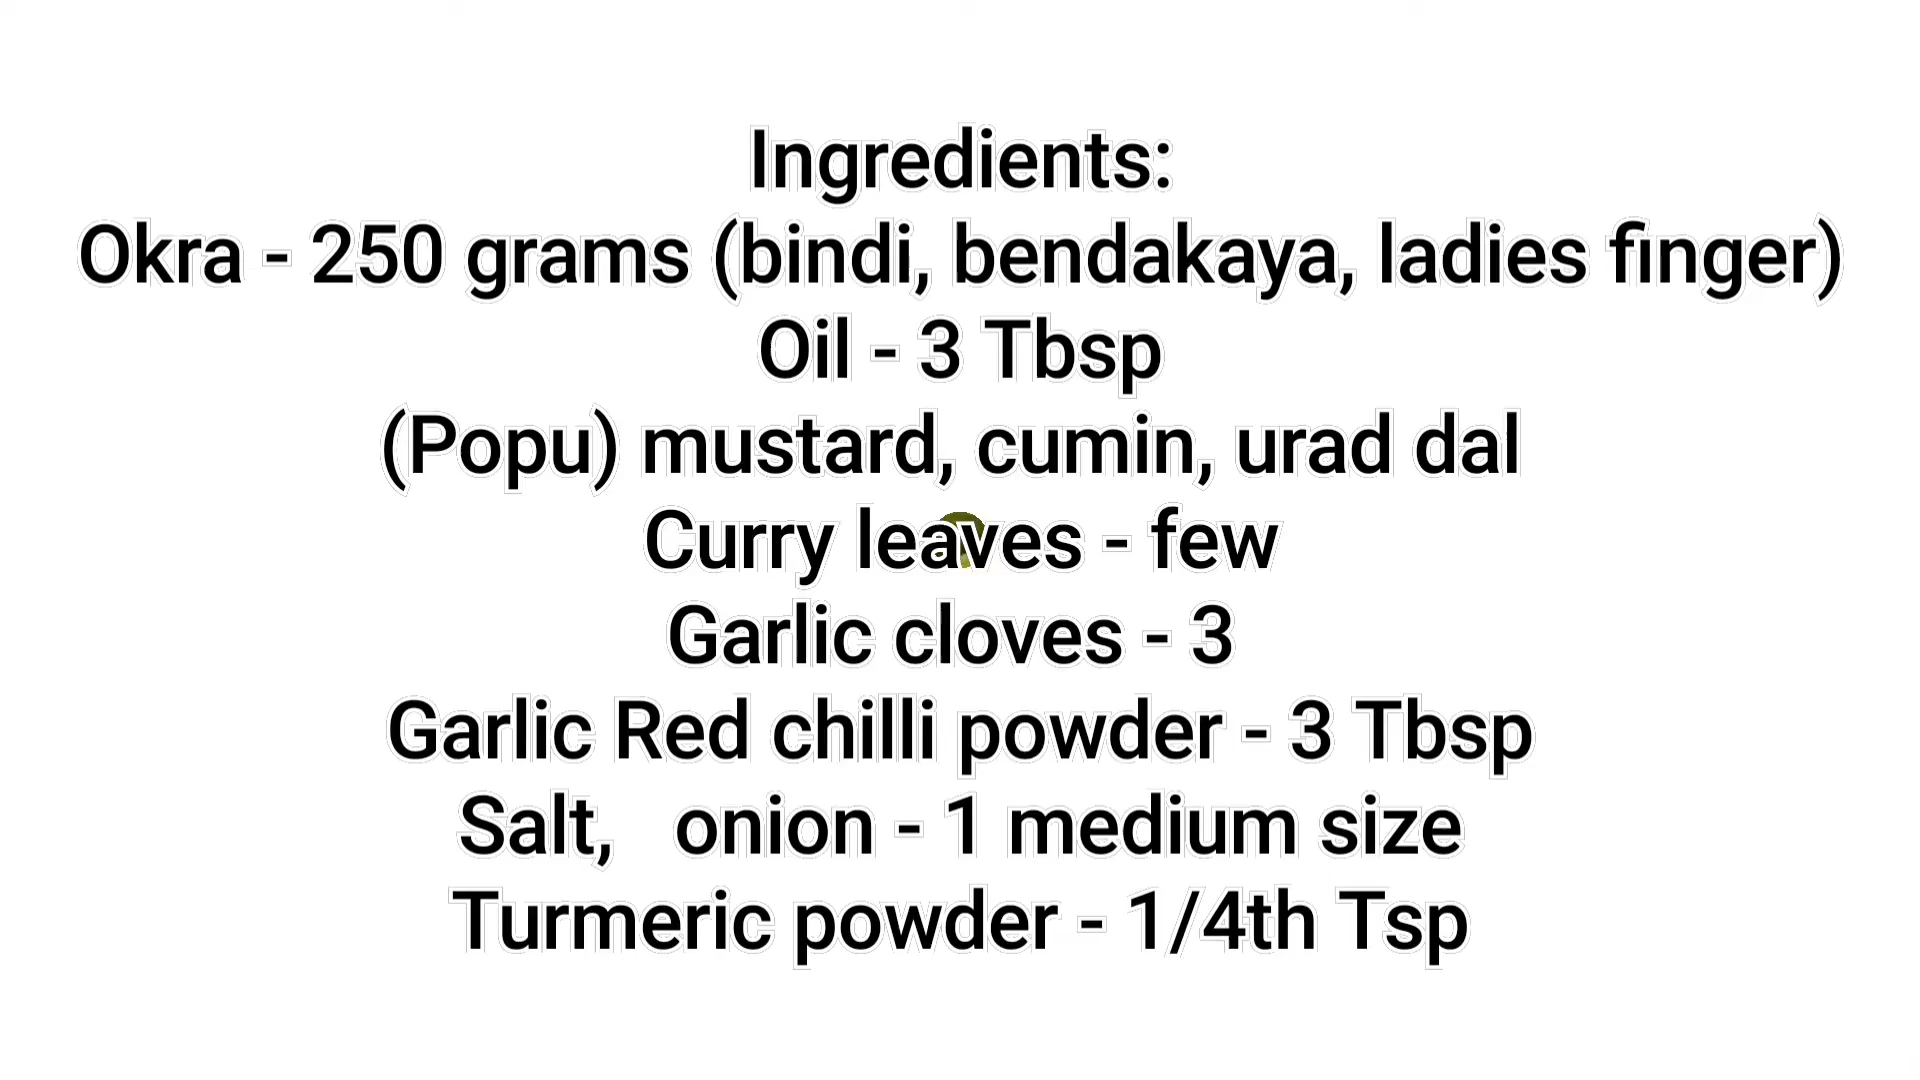 Ingredients:
Okra - 250 grams (bindi, bendakaya, ladies finger)
Oil - 3 Tbsp
(Popu) mustard, cumin, urad dal
Curry leaves - few
Garlic cloves - 3
Garlic Red chilli powder - 3 Tbsp
Salt,   onion - 1 medium size
Turmeric powder - 1/4th Tsp